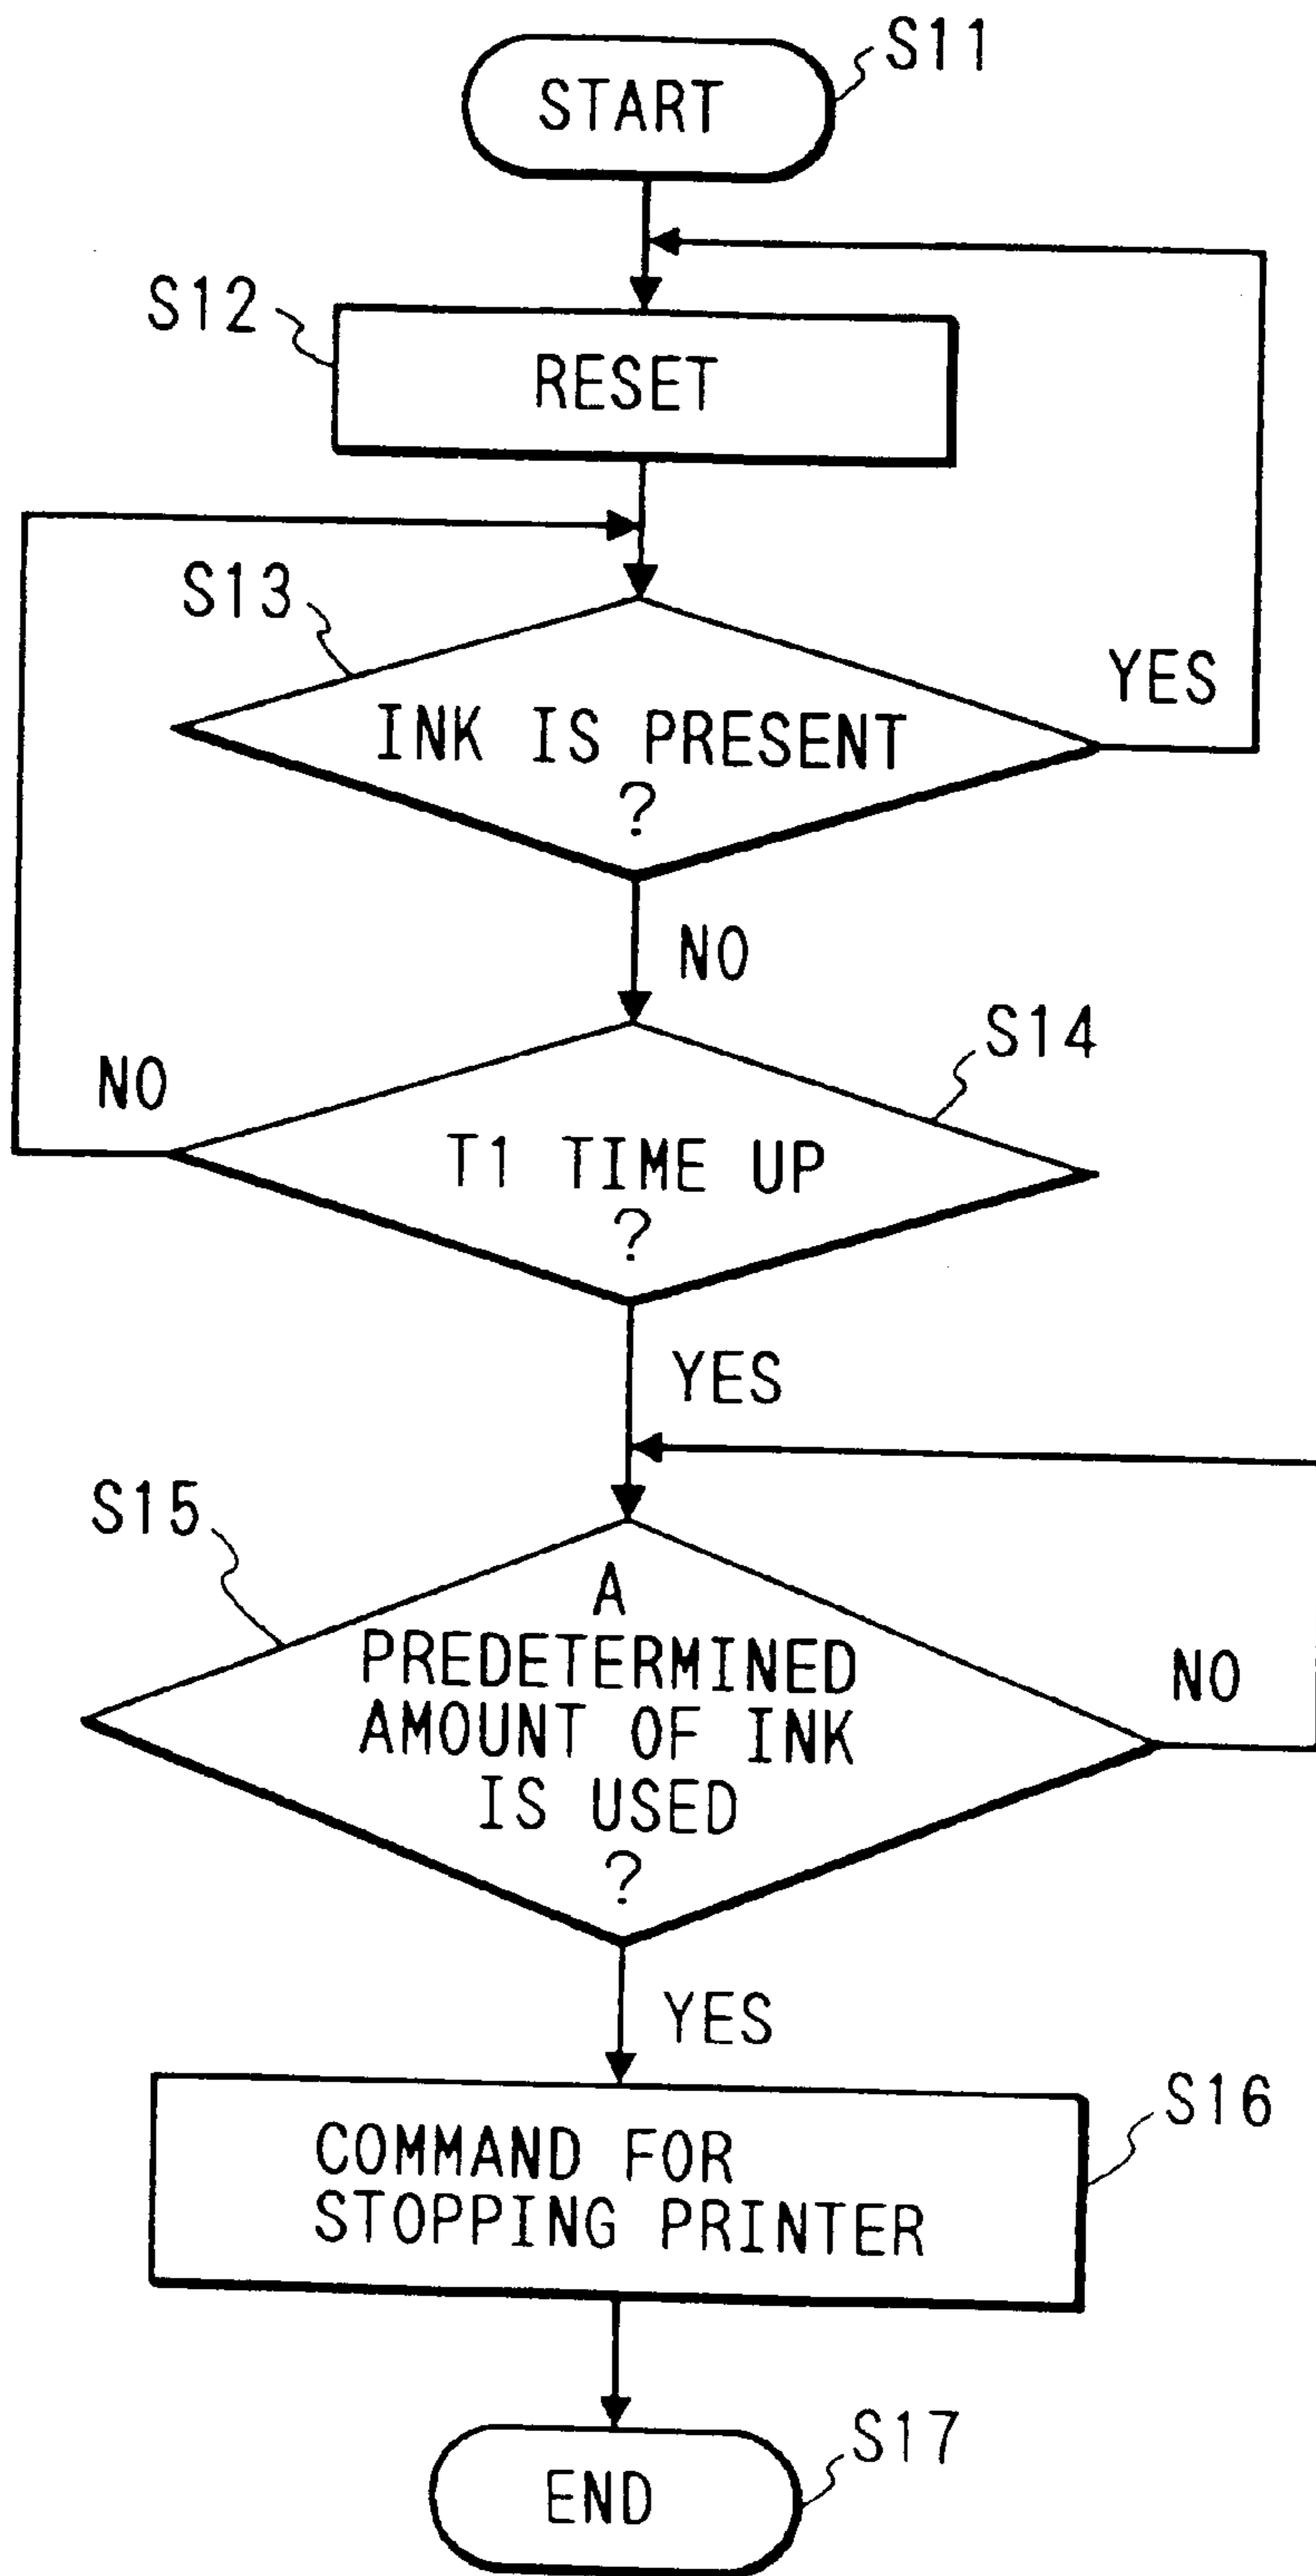 START
S11
S12
RESET
S13
INK IS PRESENT
?
YES
NO
S14
T1 TIME UP
?
NO
YES
S15
A
PREDETERMINED
AMOUNT OF INK
IS USED
?
NO
YES
COMMAND FOR
STOPPING PRINTER
S16
END
S17